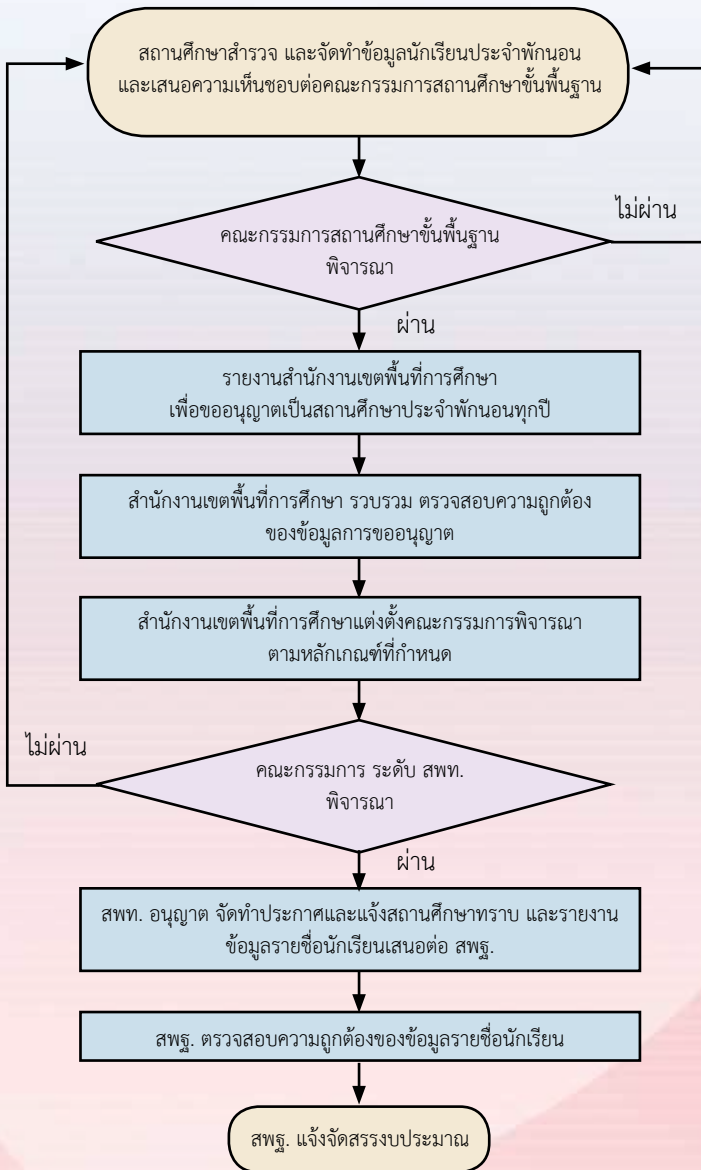 สถานศึกษาสำรวจ และจัดทำข้อมูลนักเรียนประจำพักนอน
และเสนอความเห็นชอบต่อคณะกรรมการสถานศึกษาขั้นพื้นฐาน
คณะกรรมการสถานศึกษาขั้นพื้นฐาน
พิจารณา
ไม่ผ่าน
ผ่าน
รายงานสำนักงานเขตพื้นที่การศึกษา
เพื่อขออนุญาตเป็นสถานศึกษาประจำพักนอนทุกปี
สำนักงานเขตพื้นที่การศึกษา รวบรวม ตรวจสอบความถูกต้อง
ของข้อมูลการขออนุญาต
สำนักงานเขตพื้นที่การศึกษาแต่งตั้งคณะกรรมการพิจารณา
ตามหลักเกณฑ์ที่กำหนด
ไม่ผ่าน
คณะกรรมการ ระดับ สพท.
พิจารณา
ผ่าน
สพท. อนุญาต จัดทำประกาศและแจ้งสถานศึกษาทราบ และรายงาน
ข้อมูลรายชื่อนักเรียนเสนอต่อ สพฐ.
สพฐ. ตรวจสอบความถูกต้องของข้อมูลรายชื่อนักเรียน
สพฐ. แจ้งจัดสรรงบประมาณ